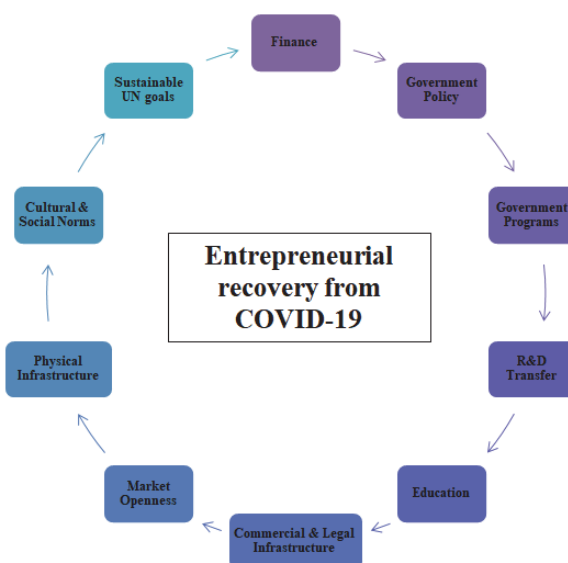 Finance
Government
Policy
Government
Programs
R&D
Transfer
Education
Commercial & Legal
Infrastructure
Market
Openness
Physical
Infrastructure
Cultural &
Social Norms
Sustainable
UN goals
Entrepreneurial
recovery from
COVID-19